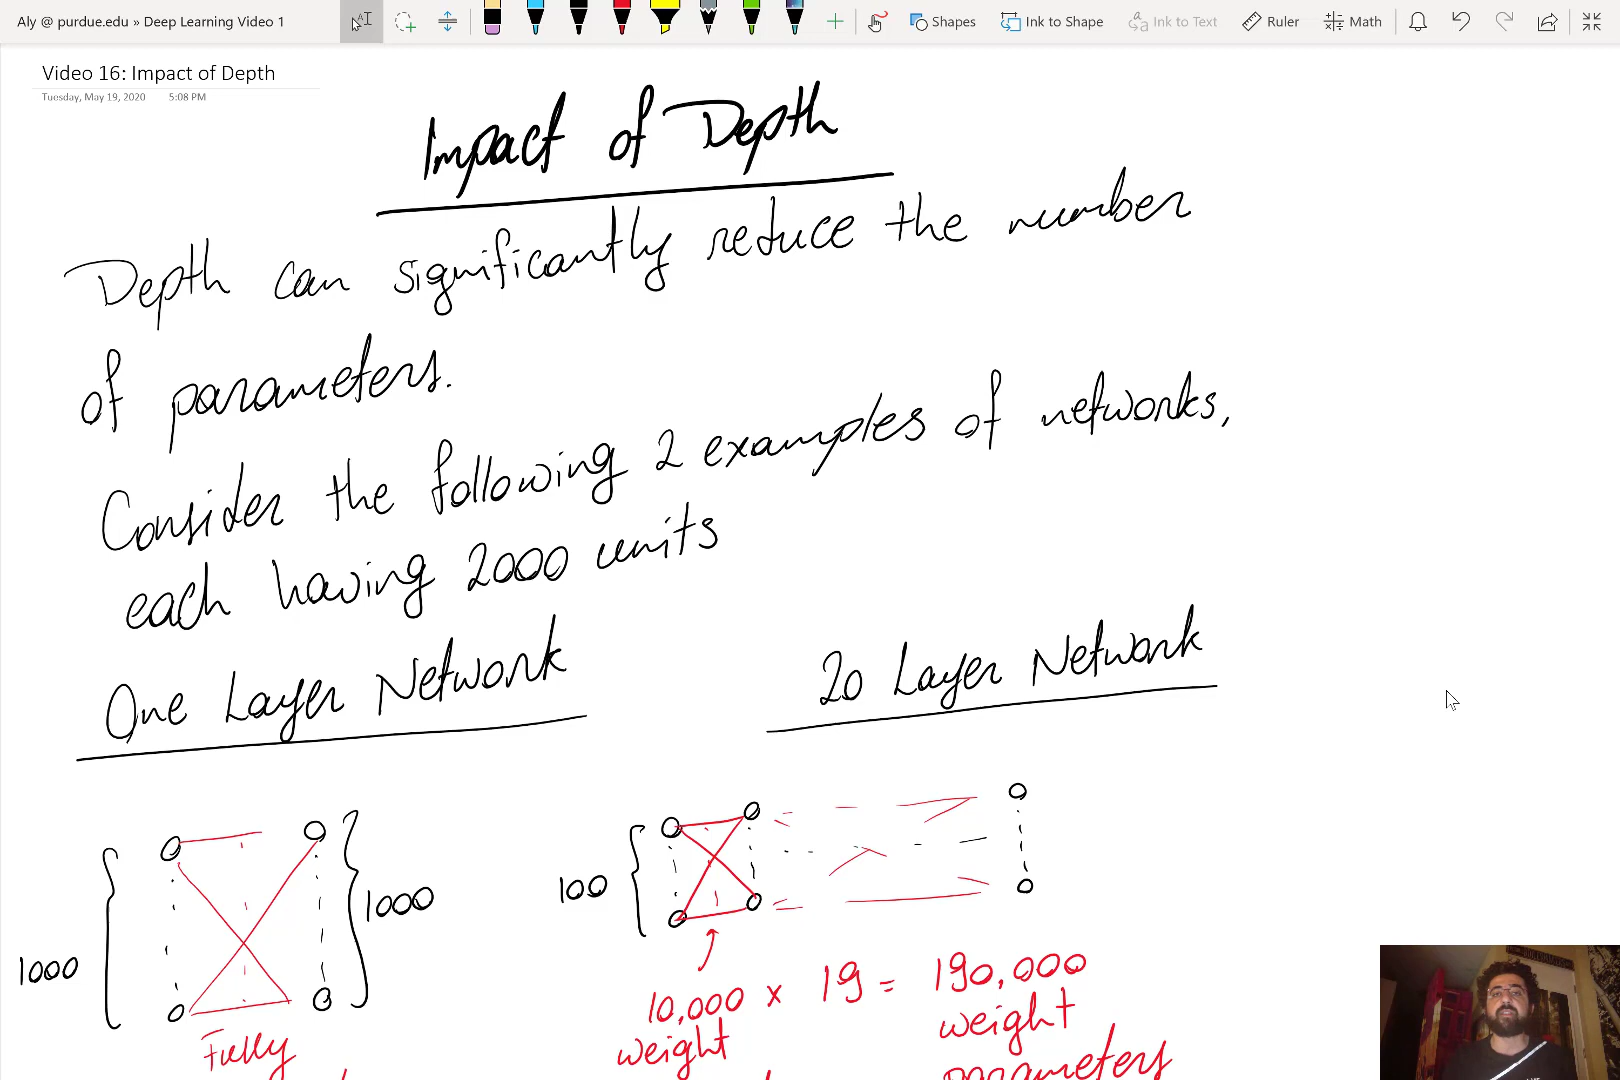 Aly @ purdue.edu » Deep Learning Video 1
Shapes
Ink to Shape
Ink to Text
Ruler
Math
Video 16: Impact of Depth
Tuesday, May 19, 2020 5:08 PM
Impact of Depth
Depth can significantly reduce the number
of parameters.
Consider the following 2 examples of networks,
each having 2000 units
One Layer Network
20 Layer Network
1000
1000
Fully
100
10,000 x 19 = 190,000
weight
weight
parameters